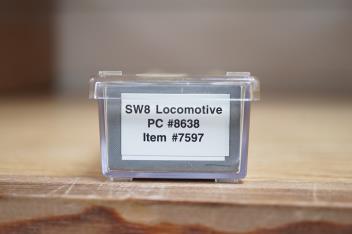 SW8 Locomotive
PC #8638
Item #7597